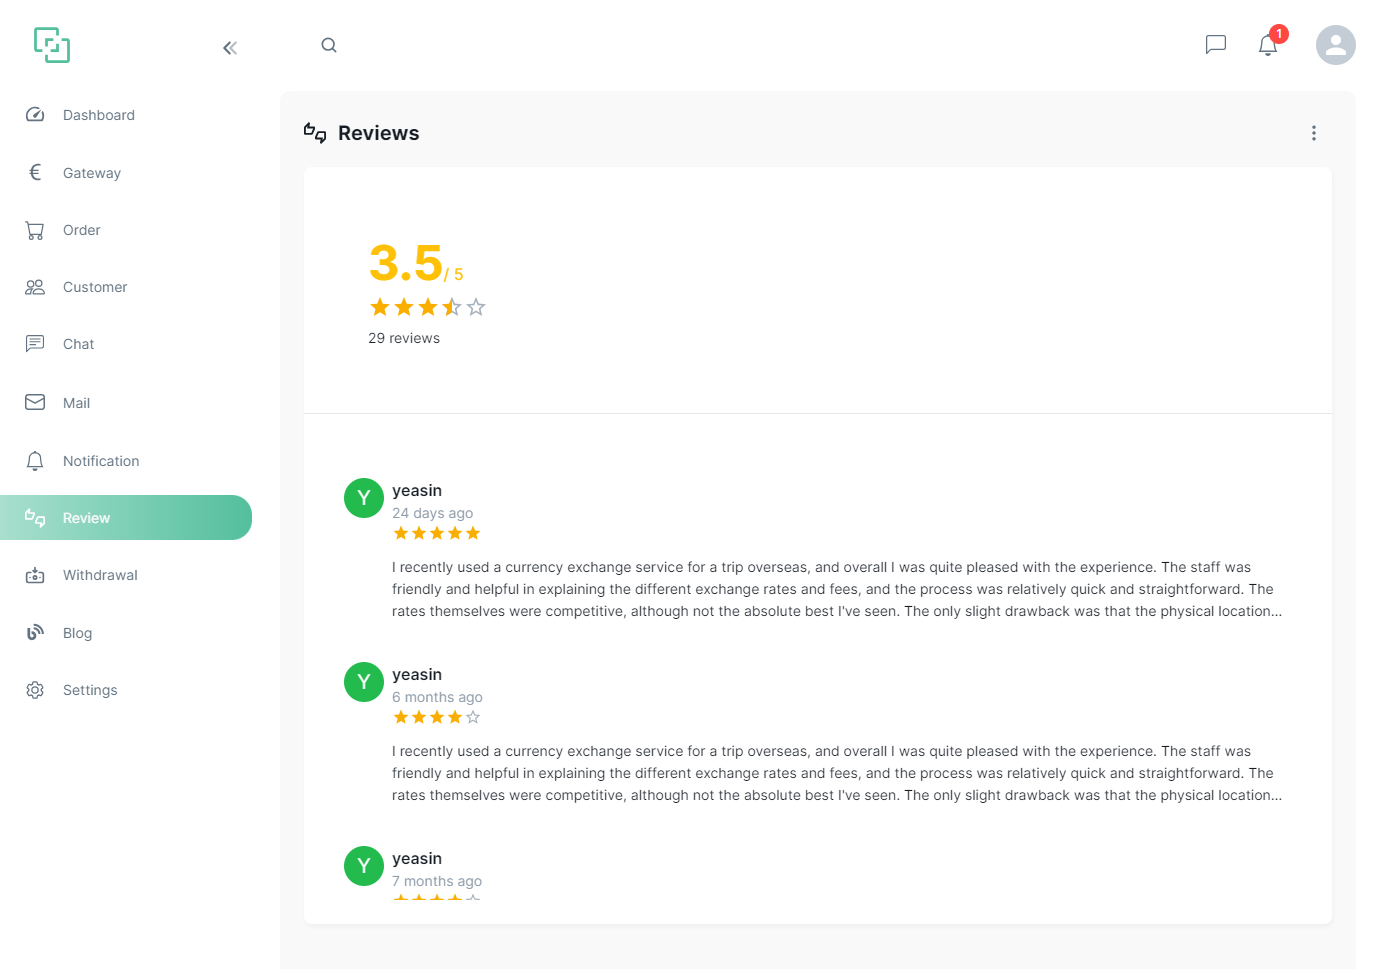 1
Dashboard
Gateway
Order
Customer
Chat
Mail
Notification
Review
Withdrawal
Blog
Settings
Reviews
3.5/ 5
29 reviews
Y
yeasin
24 days ago
I recently used a currency exchange service for a trip overseas, and overall I was quite pleased with the experience. The staff was
friendly and helpful in explaining the different exchange rates and fees, and the process was relatively quick and straightforward. The
rates themselves were competitive, although not the absolute best I've seen. The only slight drawback was that the physical location...
Y
yeasin
6 months ago
I recently used a currency exchange service for a trip overseas, and overall I was quite pleased with the experience. The staff was
friendly and helpful in explaining the different exchange rates and fees, and the process was relatively quick and straightforward. The
rates themselves were competitive, although not the absolute best I've seen. The only slight drawback was that the physical location...
Y
yeasin
7 months ago